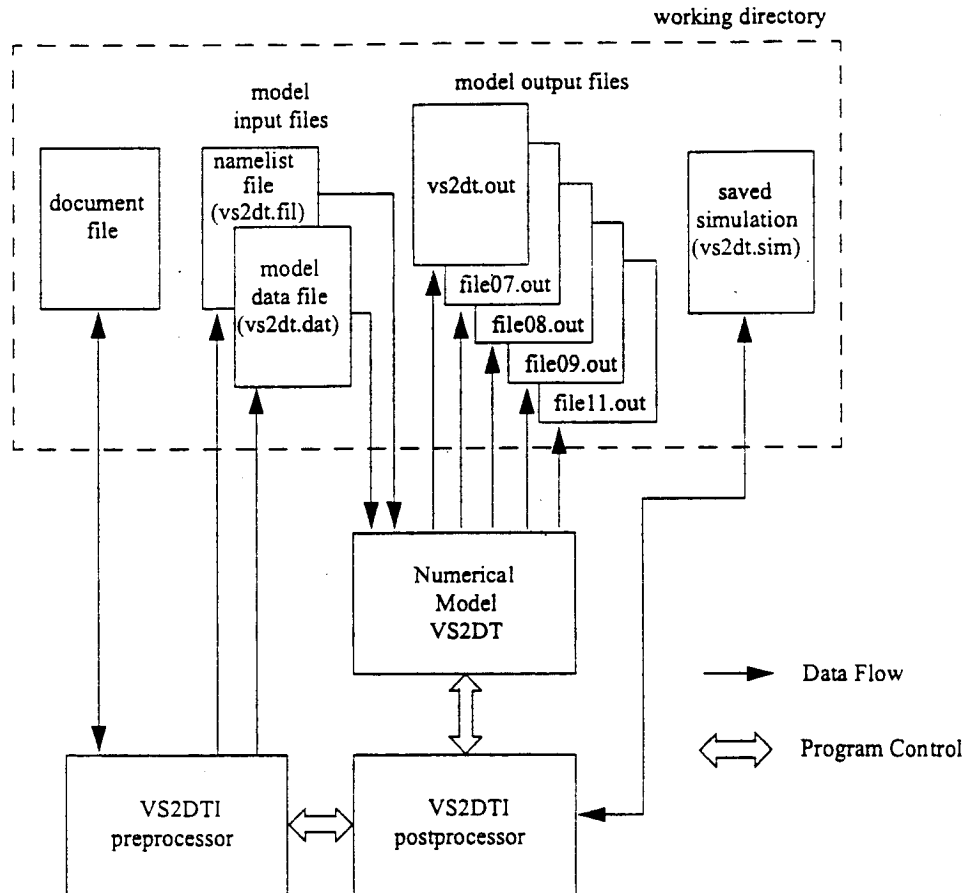 working directory
model
input files
model output files
document
file
namelist
file
(vs2dt.fil)
model
data file
(vs2dt.dat)
vs2dt.out
file07.out
file08.out
file09.out
file11.out
saved
simulation
(vs2dt.sim)
Numerical
Model
VS2DT
Data Flow
Program Control
VS2DTI
preprocessor
VS2DTI
postprocessor